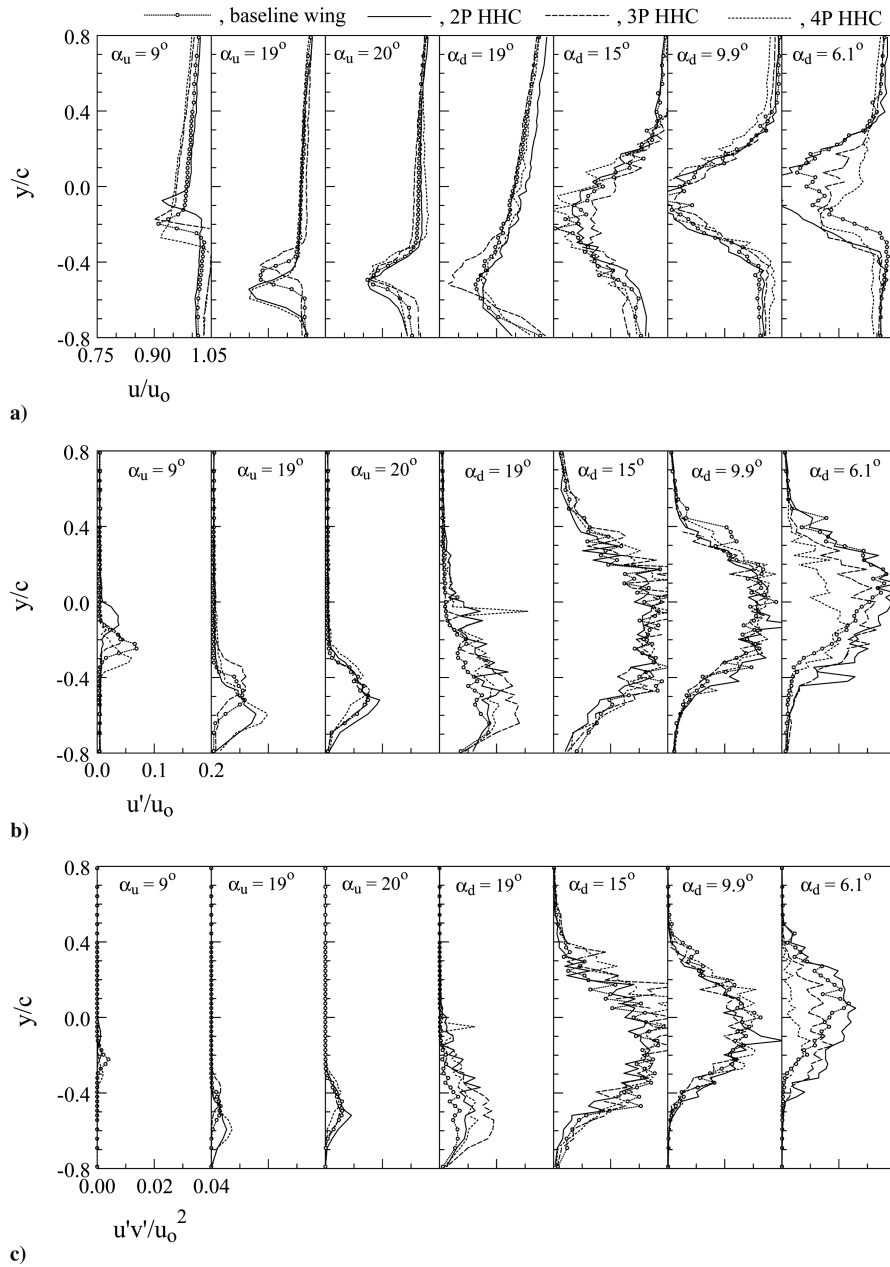 , baseline wing , 2P HHC , 3P HHC , 4P HHC
0.8
0.4
0.0
-0.4
-0.8
y/c
αu = 9° αu = 19° αu = 20° αd = 19° αd = 15° αd = 9.9° αd = 6.1°
0.75 0.90 1.05
u/uo
a)
0.8
0.4
0.0
-0.4
-0.8
y/c
αu = 9° αu = 19° αu = 20° αd = 19° αd = 15° αd = 9.9° αd = 6.1°
0.0 0.1 0.2
u'/uo
b)
0.8
0.4
0.0
-0.4
-0.8
y/c
αu = 9° αu = 19° αu = 20° αd = 19° αd = 15° αd = 9.9° αd = 6.1°
0.00 0.02 0.04
u'v'/uo²
c)